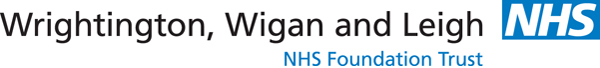 Wrightington, Wigan and Leigh NHS
NHS Foundation Trust